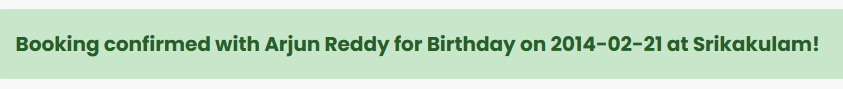 Booking confirmed with Arjun Reddy for Birthday on 2014-02-21 at Srikakulam!